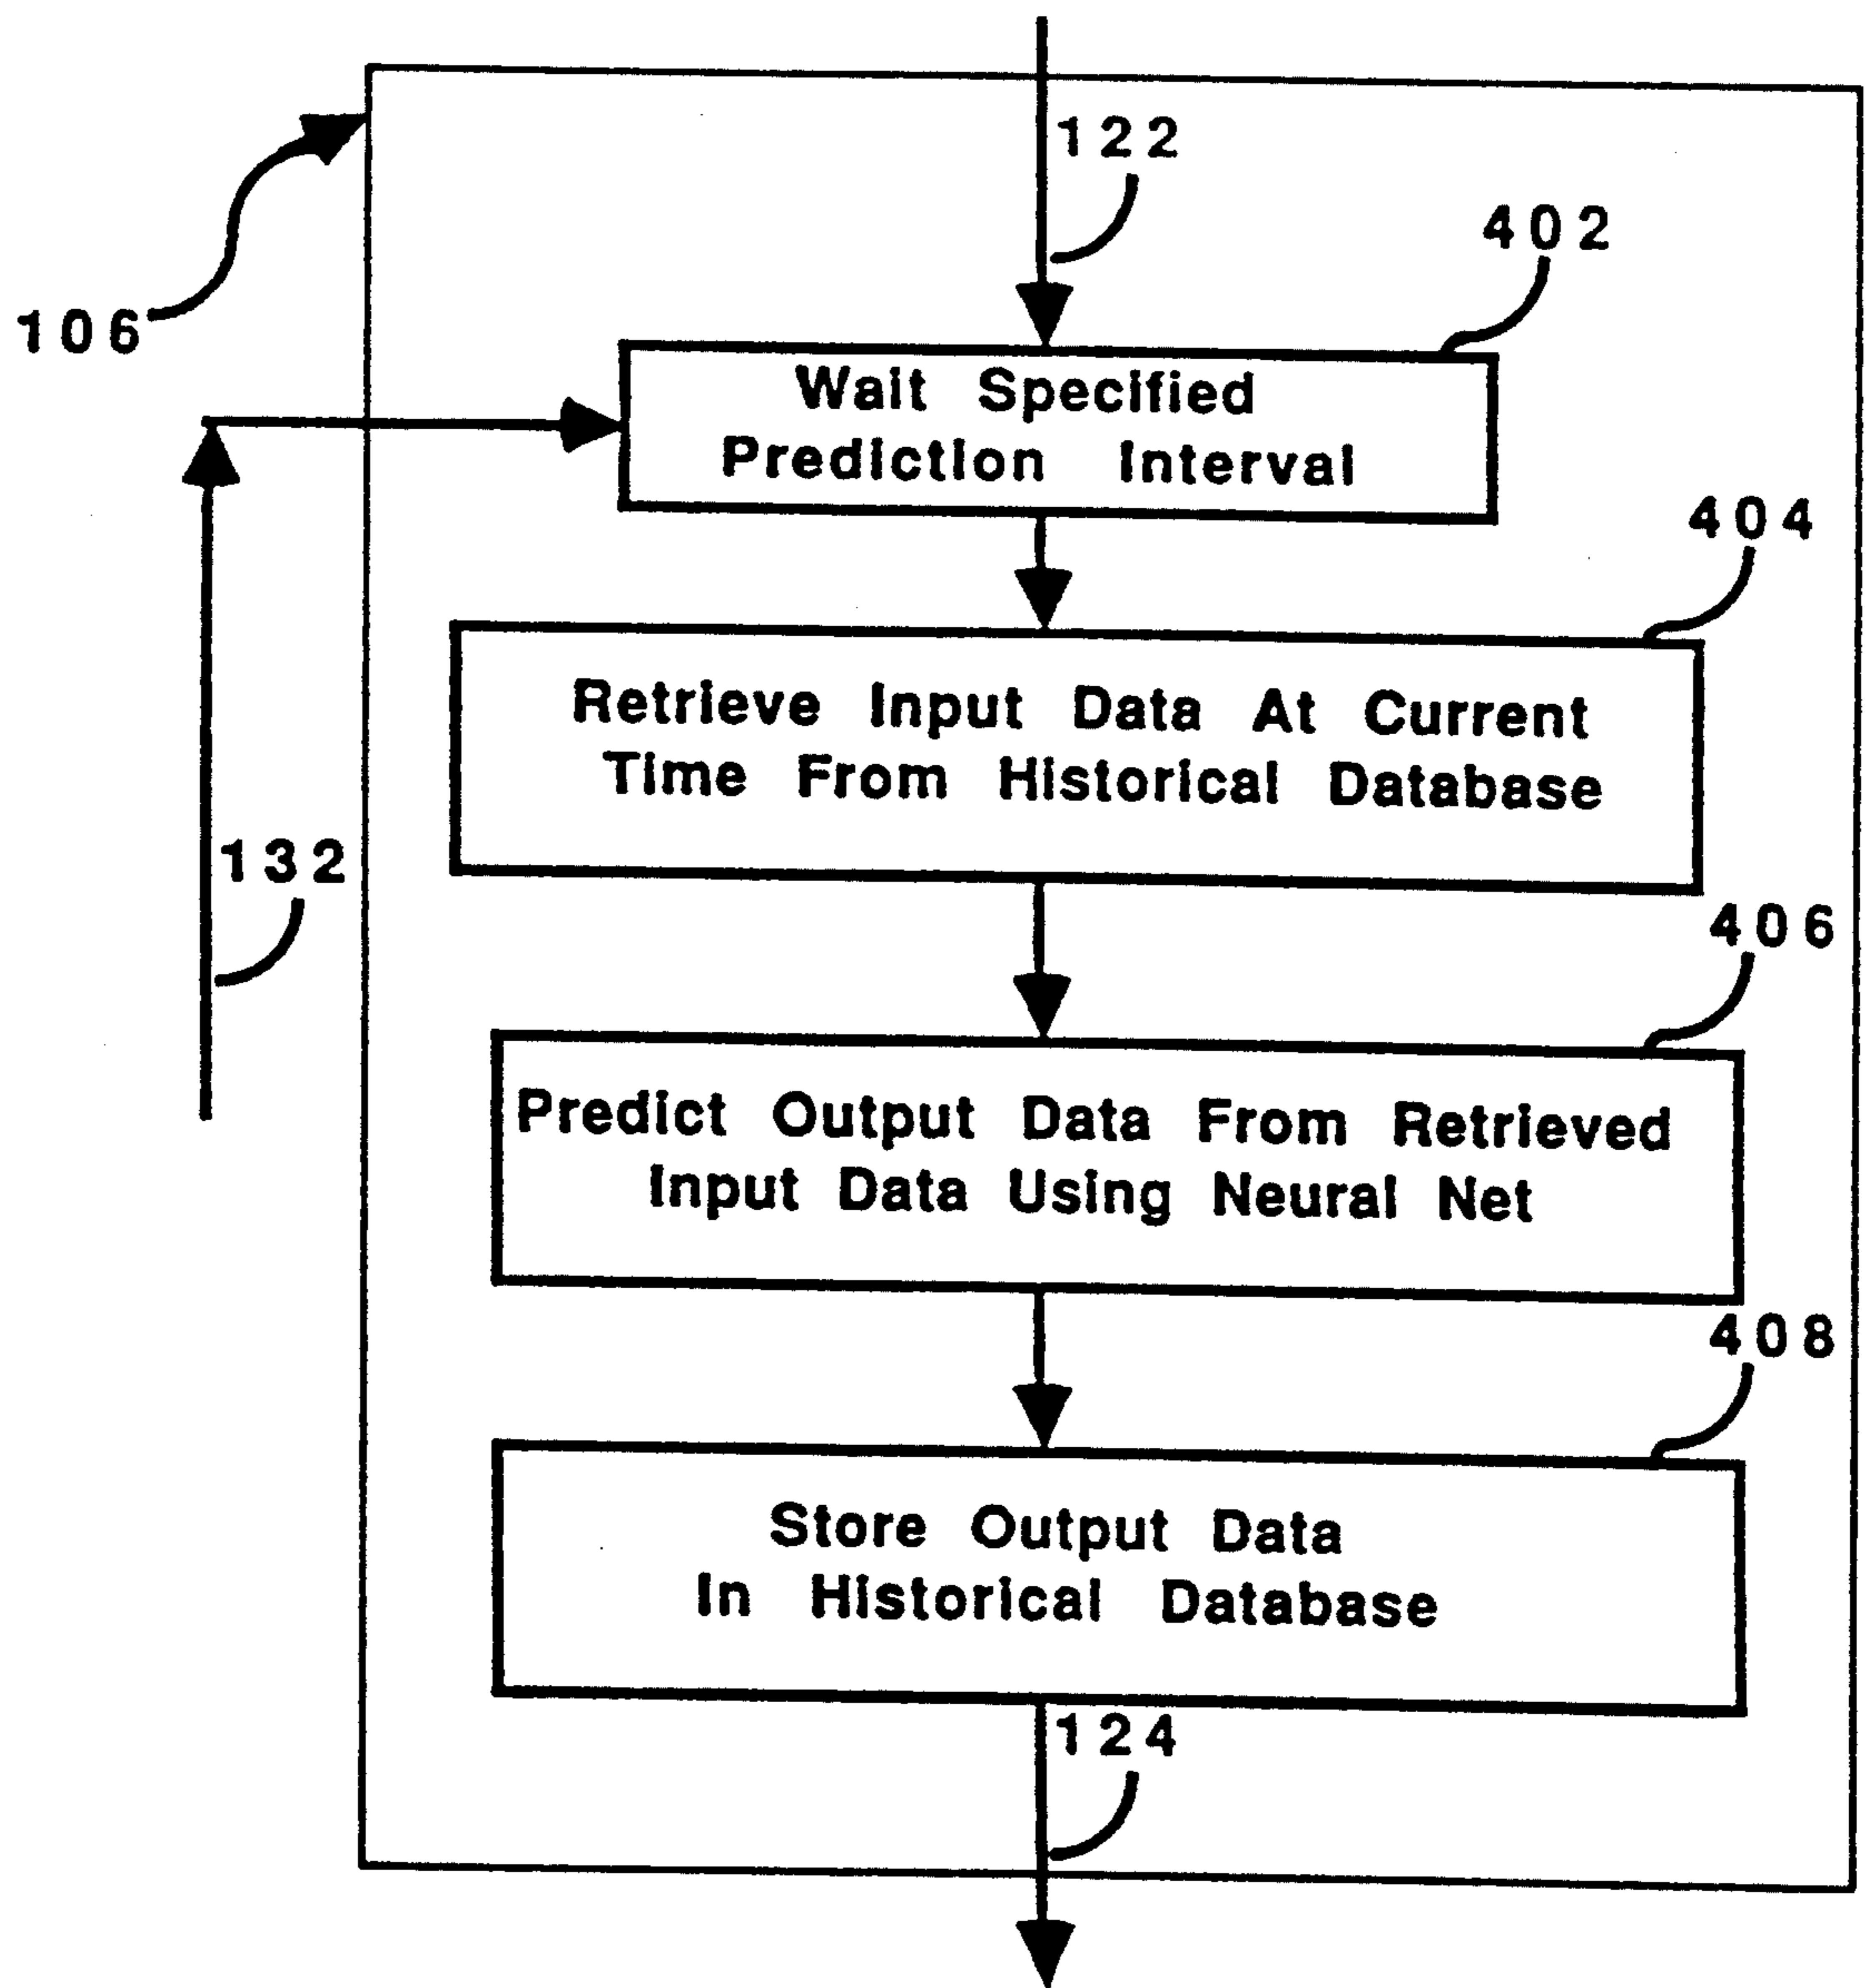 122
402
106
Wait Specified
Prediction Interval
404
Retrieve Input Data At Current
Time From Historical Database
132
406
Predict Output Data From Retrieved
Input Data Using Neural Net
408
Store Output Data
In Historical Database
124